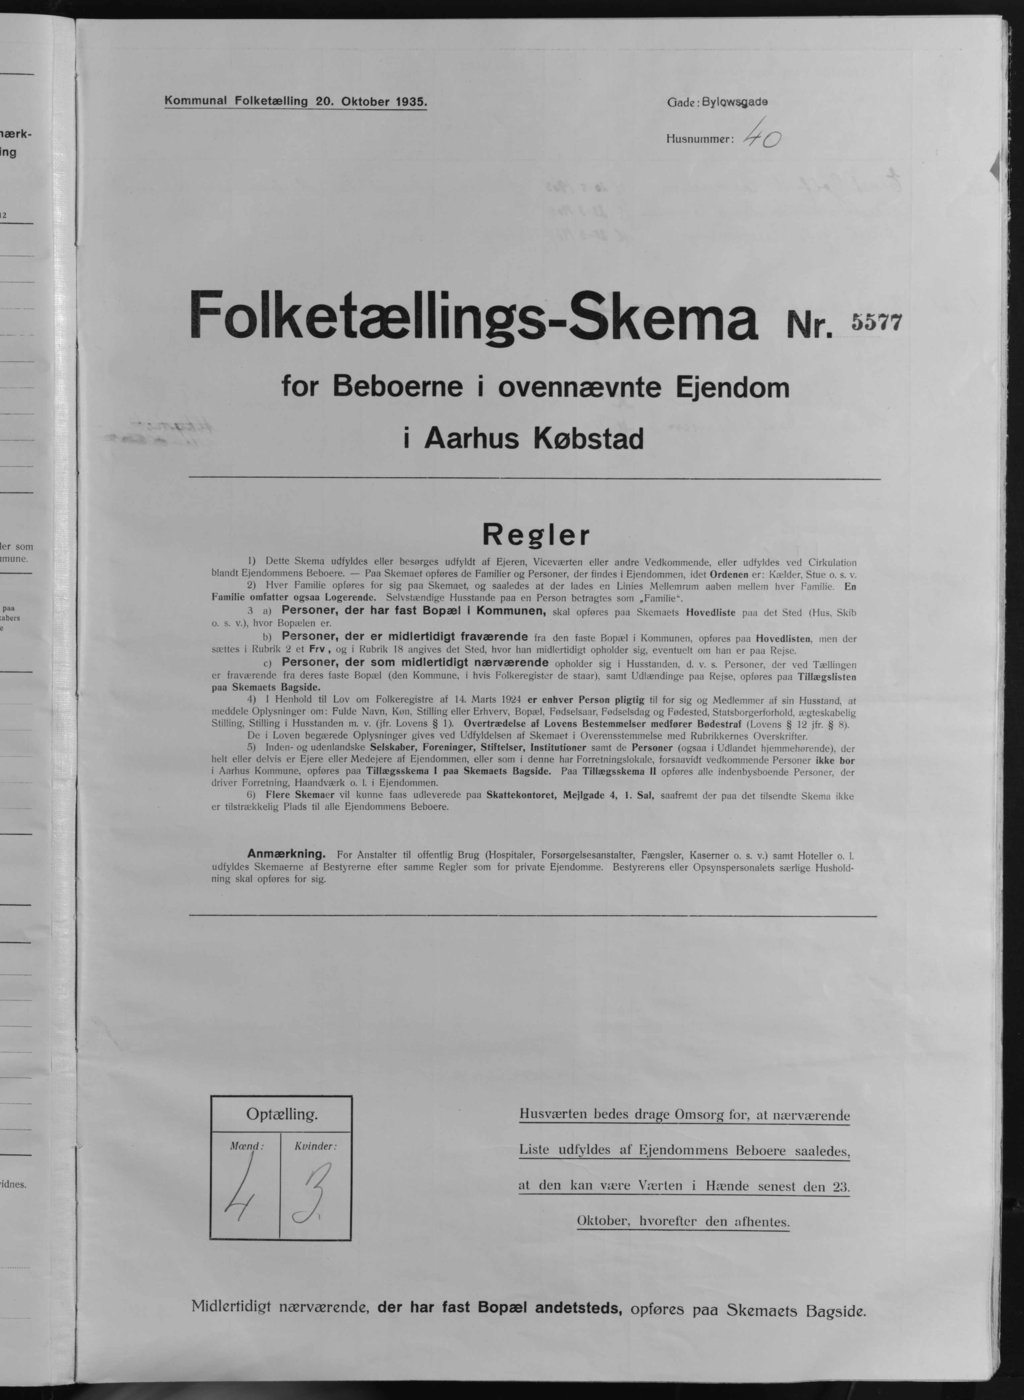 Kommunal Folketælling 20. Oktober 1935.
Gade: Bylowsgade
Husnummer: 40
nærk-
ing
12
Folketællings-Skema Nr. 5577
for Beboerne i ovennævnte Ejendom
i Aarhus Købstad
ler som
mmune.
paa
kabers
e
idnes.
Regler
1) Dette Skema udfyldes eller besørges udfyldt af Ejeren, Viceværten eller andre Vedkommende, eller udfyldes ved Cirkulation
blandt Ejendommens Beboere. — Paa Skemaet opføres de Familier og Personer, der findes i Ejendommen, idet Ordenen er: Kælder, Stue o. s. v.
2) Hver Familie opføres for sig paa Skemaet, og saaledes at der lades en Linies Mellemrum aaben mellem hver Familie. En
Familie omfatter ogsaa Logerende. Selvstændige Husstande paa en Person betragtes som „Familie".
3 a) Personer, der har fast Bopæl i Kommunen, skal opføres paa Skemaets Hovedliste paa det Sted (Hus, Skib
o. s. v.), hvor Bopælen er.
b) Personer, der er midlertidigt fraværende fra den faste Bopæl i Kommunen, opføres paa Hovedlisten, men der
sættes i Rubrik 2 et Frv, og i Rubrik 18 angives det Sted, hvor han midlertidigt opholder sig, eventuelt om han er paa Rejse.
c) Personer, der som midlertidigt nærværende opholder sig i Husstanden, d. v. s. Personer, der ved Tællingen
er fraværende fra deres faste Bopæl (den Kommune, i hvis Folkeregister de staar), samt Udlændinge paa Rejse, opføres paa Tillægslisten
paa Skemaets Bagside.
4) I Henhold til Lov om Folkeregistre af 14. Marts 1924 er enhver Person pligtig til for sig og Medlemmer af sin Husstand, at
meddele Oplysninger om: Fulde Navn, Køn, Stilling eller Erhverv, Bopæl, Fødselsaar, Fødselsdag og Fødested, Statsborgerforhold, ægteskabelig
Stilling, Stilling i Husstanden m. v. (jfr. Lovens § 1). Overtrædelse af Lovens Bestemmelser medfører Bødestraf (Lovens § 12 jfr. § 8).
De i Loven begærede Oplysninger gives ved Udfyldelsen af Skemaet i Overensstemmelse med Rubrikkernes Overskrifter.
5) Inden- og udenlandske Selskaber, Foreninger, Stiftelser, Institutioner samt de Personer (ogsaa i Udlandet hjemmehørende), der
helt eller delvis er Ejere eller Medejere af Ejendommen, eller som i denne har Forretningslokale, forsaavidt vedkommende Personer ikke bor
i Aarhus Kommune, opføres paa Tillægsskema I paa Skemaets Bagside. Paa Tillægsskema II opføres alle indenbysboende Personer, der
driver Forretning, Haandværk o. l. i Ejendommen.
6) Flere Skemaer vil kunne faas udleverede paa Skattekontoret, Mejlgade 4, 1. Sal, saafremt der paa det tilsendte Skema ikke
er tilstrækkelig Plads til alle Ejendommens Beboere.
Anmærkning. For Anstalter til offentlig Brug (Hospitaler, Forsørgelsesanstalter, Fængsler, Kaserner o. s. v.) samt Hoteller o. l.
udfyldes Skemaerne af Bestyrerne efter samme Regler som for private Ejendomme. Bestyrerens eller Opsynspersonalets særlige Hushold-
ning skal opføres for sig.
Optælling.
Mænd: Kvinder:
4 3.
Husværten bedes drage Omsorg for, at nærværende
Liste udfyldes af Ejendommens Beboere saaledes,
at den kan være Værten i Hænde senest den 23.
Oktober, hvorefter den afhentes.
Midlertidigt nærværende, der har fast Bopæl andetsteds, opføres paa Skemaets Bagside.